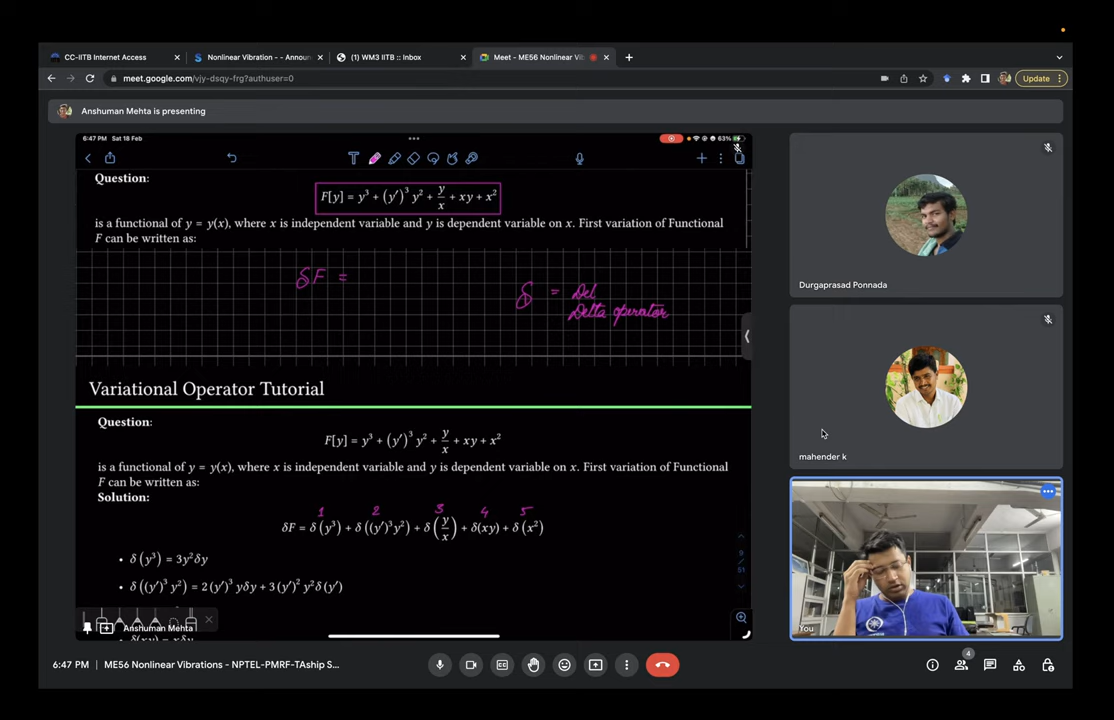 CC-IITB Internet Access
Nonlinear Vibration - - Announ
(1) WM3 IITB :: Inbox
Meet - ME56 Nonlinear Vib
meet.google.com/vjy-dsqy-frg?authuser=0
Update
Anshuman Mehta is presenting
6:47 PM Sat 18 Feb
63%
Question:
F[y] = y³ + (y′)³ y² + y/x + xy + x²
is a functional of y = y(x), where x is independent variable and y is dependent variable on x. First variation of Functional
F can be written as:
δF =
δ = Del
Delta operator
Variational Operator Tutorial
Question:
F[y] = y³ + (y′)³ y² + y/x + xy + x²
is a functional of y = y(x), where x is independent variable and y is dependent variable on x. First variation of Functional
F can be written as:
Solution:
1 2 3 4 5
δF = δ(y³) + δ((y′)³y²) + δ(y/x) + δ(xy) + δ(x²)
• δ(y³) = 3y²δy
• δ((y′)³ y²) = 2(y′)³ yδy + 3(y′)² y²δ(y′)
9
/
51
Anshuman Mehta
Durgaprasad Ponnada
mahender k
You
6:47 PM | ME56 Nonlinear Vibrations - NPTEL-PMRF-TAship S...
4